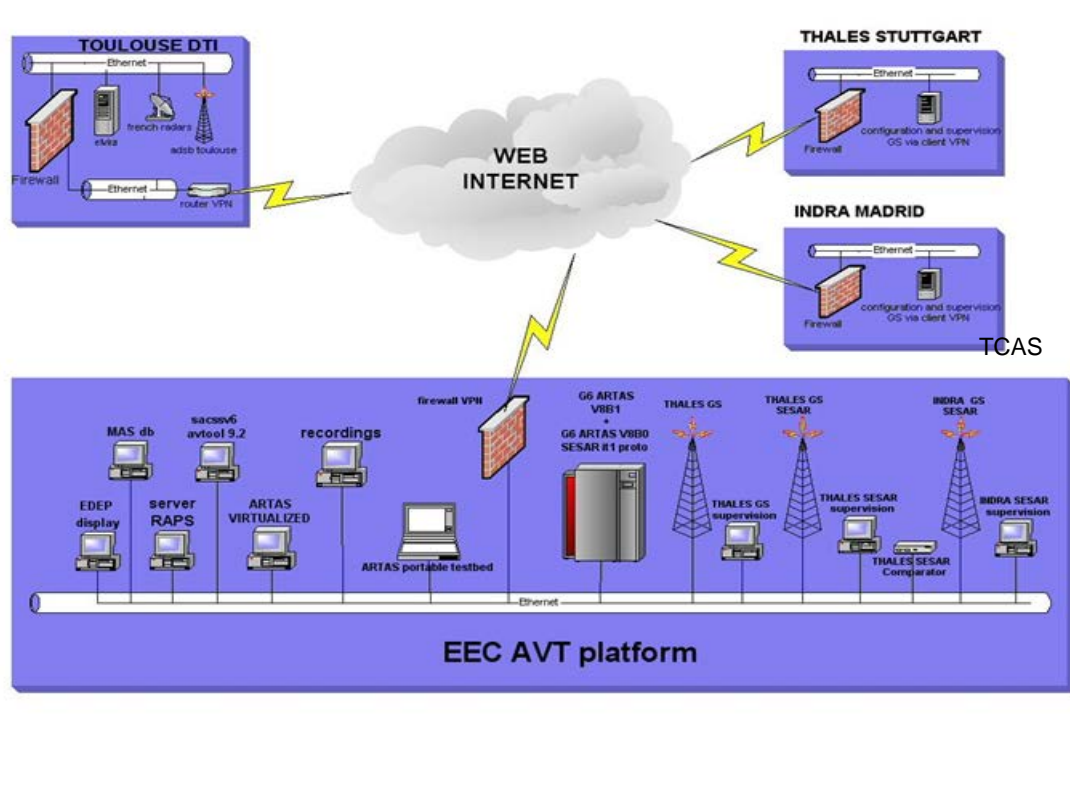 TOULOUSE DTI
Ethernet
elvira
french radars
adsb toulouse
Firewall
Ethernet
router VPN
WEB
INTERNET
THALES STUTTGART
Ethernet
configuration and supervision
GS via client VPN
Firewall
INDRA MADRID
Ethernet
configuration and supervision
GS via client VPN
Firewall
TCAS
MAS db
sacssv6
avtool 9.2
recordings
firewall VPN
G6 ARTAS
V8B1
+
G6 ARTAS V8B0
SESAR it1 proto
THALES GS
THALES GS
SESAR
INDRA GS
SESAR
EDEP
display
server
RAPS
ARTAS
VIRTUALIZED
ARTAS portable testbed
THALES GS
supervision
THALES SESAR
supervision
THALES SESAR
Comparator
INDRA SESAR
supervision
Ethernet
EEC AVT platform